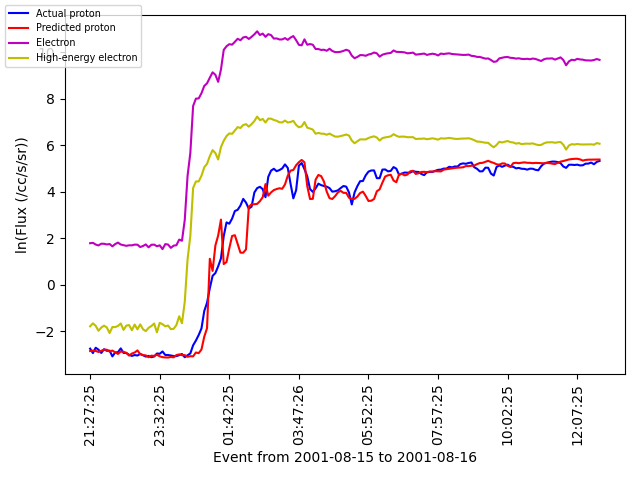 Actual proton
Predicted proton
Electron
High-energy electron
10
8
6
4
2
0
−2
ln(Flux (/cc/s/sr))
21:27:25
23:32:25
01:42:25
03:47:26
05:52:25
07:57:25
10:02:25
12:07:25
Event from 2001-08-15 to 2001-08-16